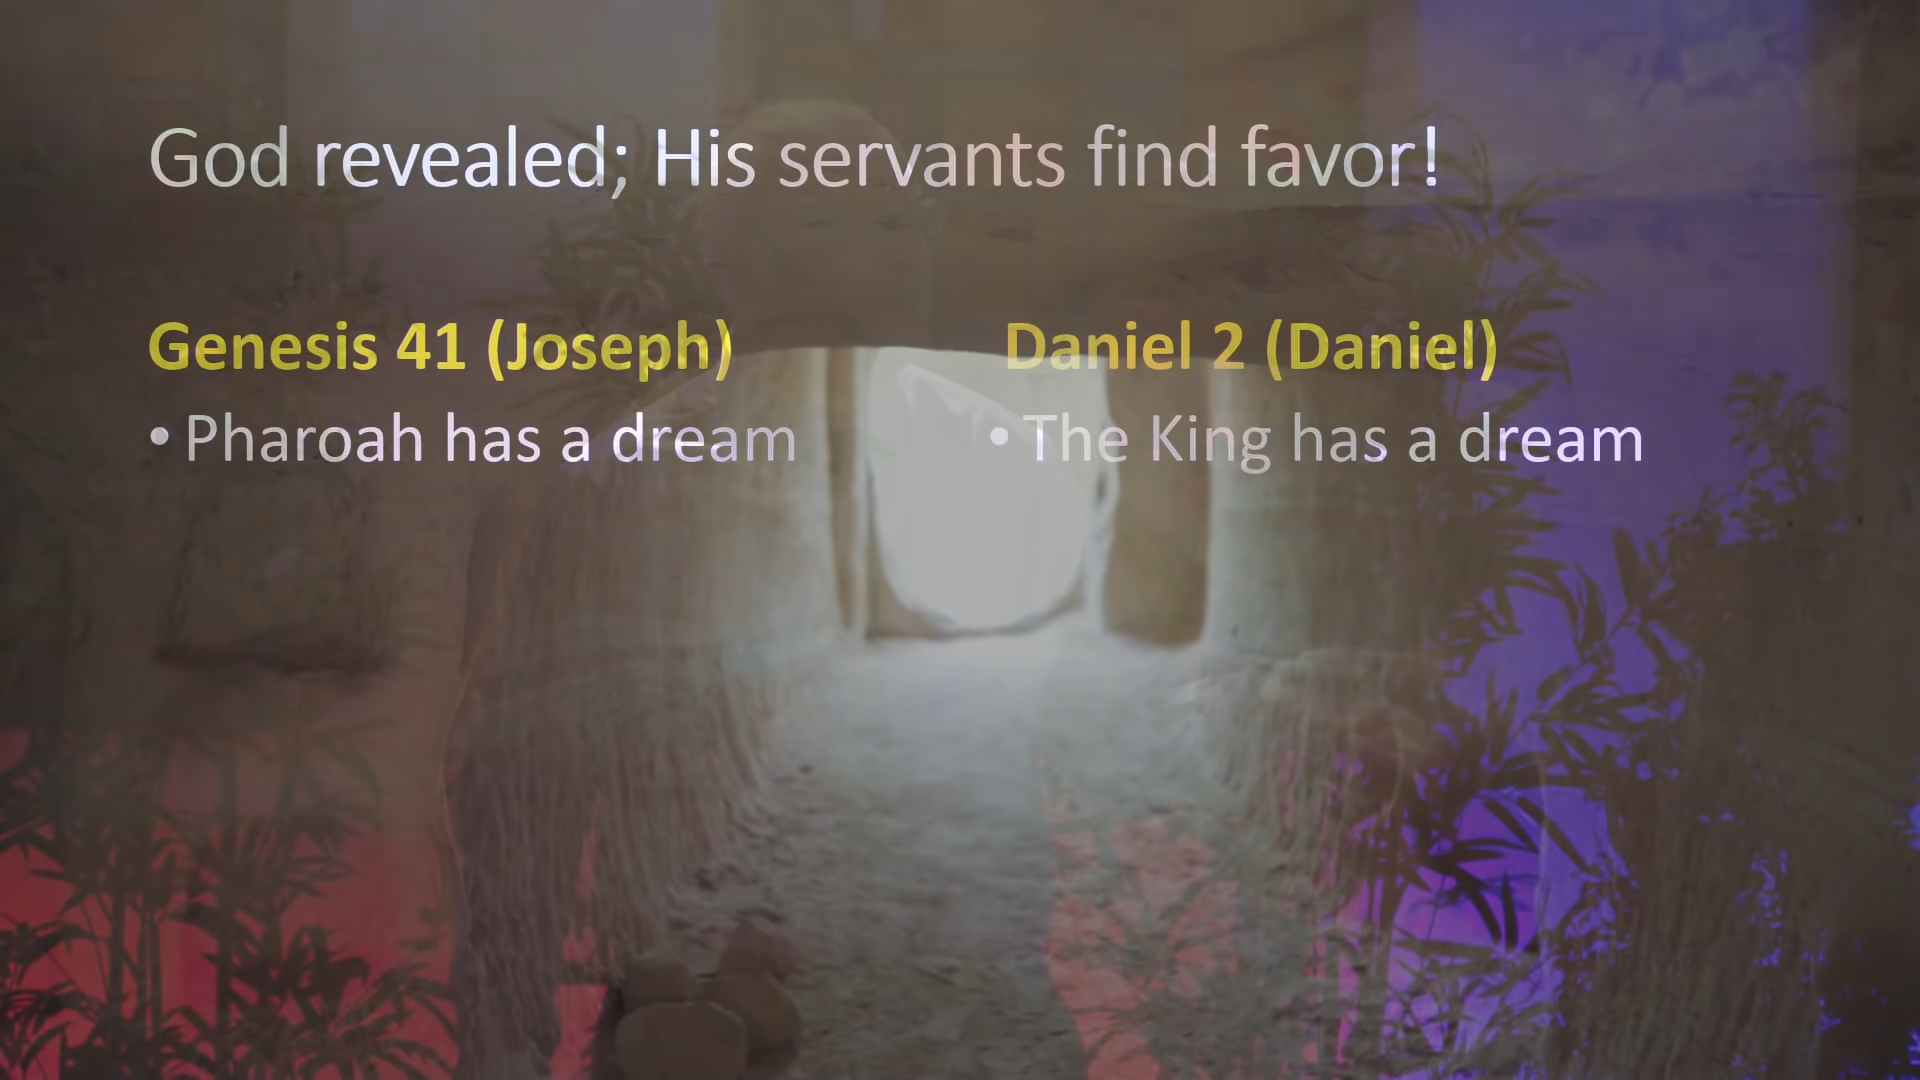 God revealed; His servants find favor!
Genesis 41 (Joseph)
• Pharoah has a dream
Daniel 2 (Daniel)
• The King has a dream